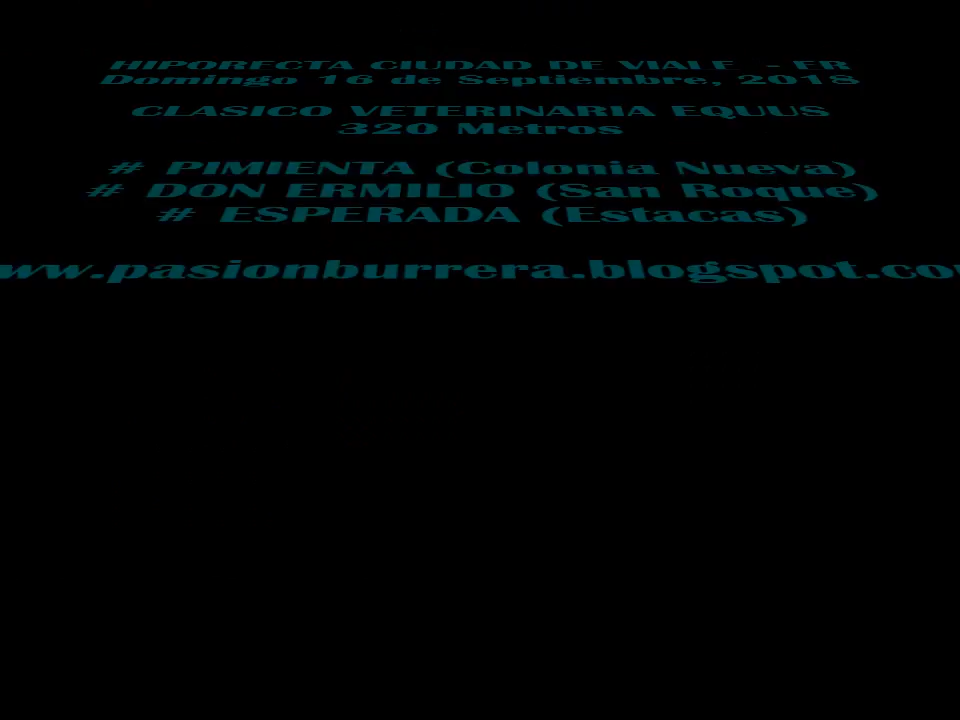 HIPORECTA CIUDAD DE VIALE - ER
Domingo 16 de Septiembre, 2018
CLASICO VETERINARIA EQUUS
320 Metros
# PIMIENTA (Colonia Nueva)
# DON ERMILIO (San Roque)
# ESPERADA (Estacas)
ww.pasionburrera.blogspot.co